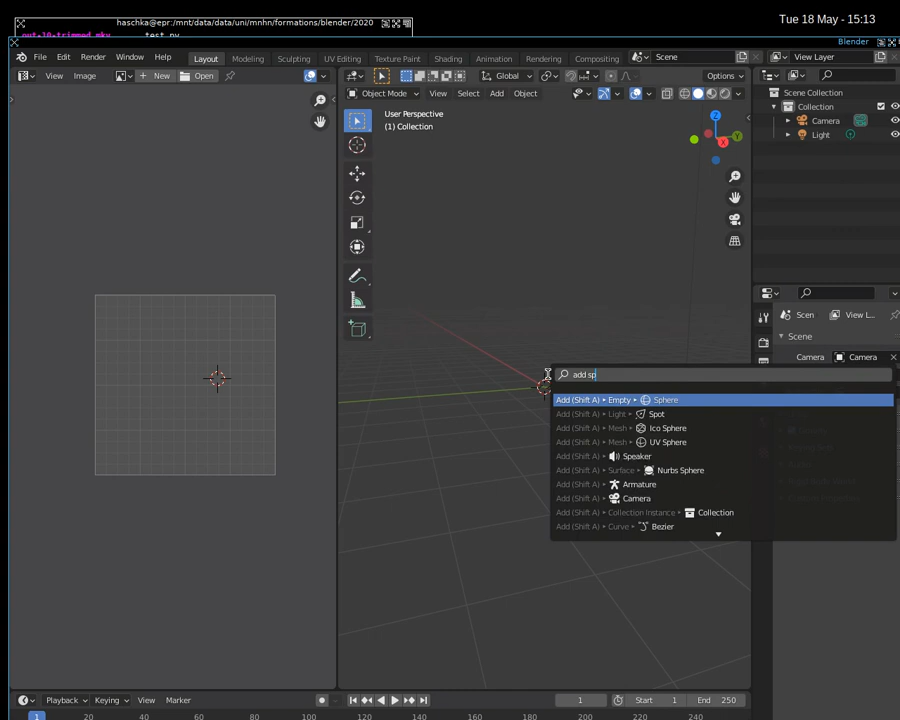 Tue 18 May - 15:13
haschka@epr:/mnt/data/data/uni/mnhn/formations/blender/2020
out-10-trimmed.mkv test.py
Blender
File Edit Render Window Help Layout Modeling Sculpting UV Editing Texture Paint Shading Animation Rendering Compositing Scene View Layer
View Image New Open Global Options
Object Mode View Select Add Object
User Perspective
(1) Collection
Z
Y
X
Scene Collection
Collection
Camera
Light
Scen View L...
Scene
Camera Camera
add sp
Add (Shift A) ▸ Empty ▸ Sphere
Add (Shift A) ▸ Light ▸ Spot
Add (Shift A) ▸ Mesh ▸ Ico Sphere
Add (Shift A) ▸ Mesh ▸ UV Sphere
Add (Shift A) ▸ Speaker
Add (Shift A) ▸ Surface ▸ Nurbs Sphere
Add (Shift A) ▸ Armature
Add (Shift A) ▸ Camera
Add (Shift A) ▸ Collection Instance ▸ Collection
Add (Shift A) ▸ Curve ▸ Bezier
Playback Keying View Marker 1 Start 1 End 250
1 20 40 60 80 100 120 140 160 180 200 220 240